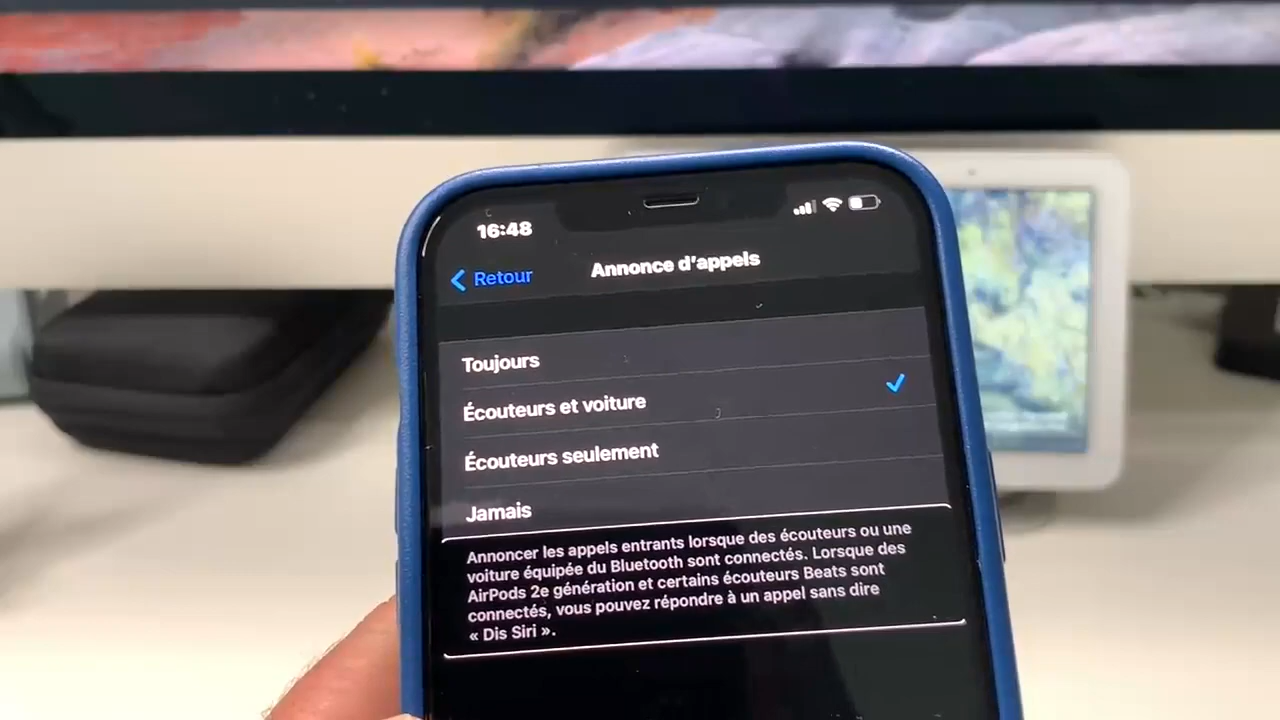 16:48
Retour
Annonce d'appels
Toujours
Écouteurs et voiture
Écouteurs seulement
Jamais
Annoncer les appels entrants lorsque des écouteurs ou une
voiture équipée du Bluetooth sont connectés. Lorsque des
AirPods 2e génération et certains écouteurs Beats sont
connectés, vous pouvez répondre à un appel sans dire
« Dis Siri ».